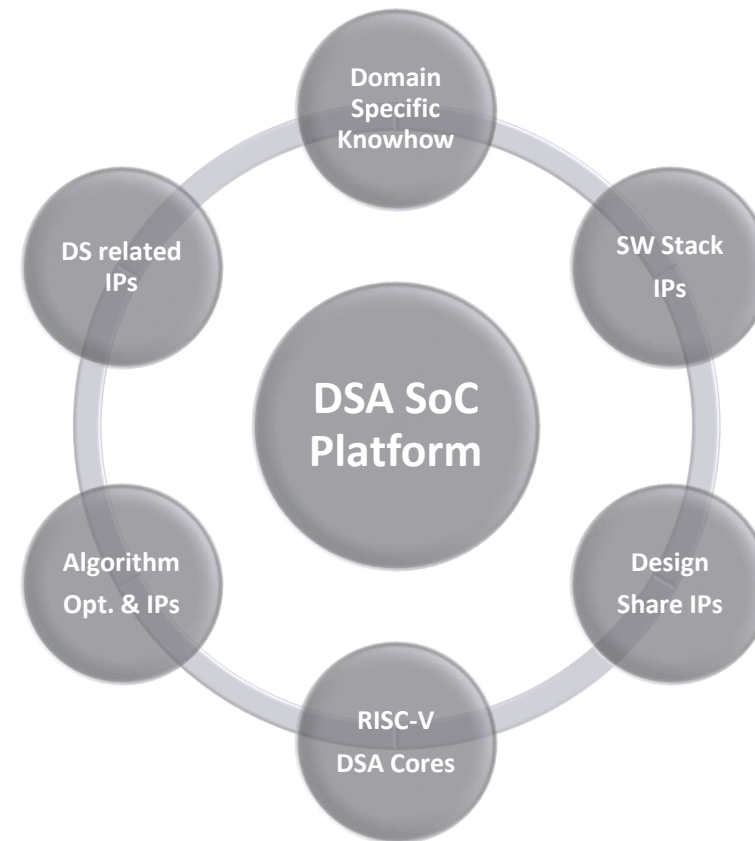 Domain
Specific
Knowhow
DS related
IPs
SW Stack
IPs
DSA SoC
Platform
Algorithm
Opt. & IPs
Design
Share IPs
RISC-V
DSA Cores